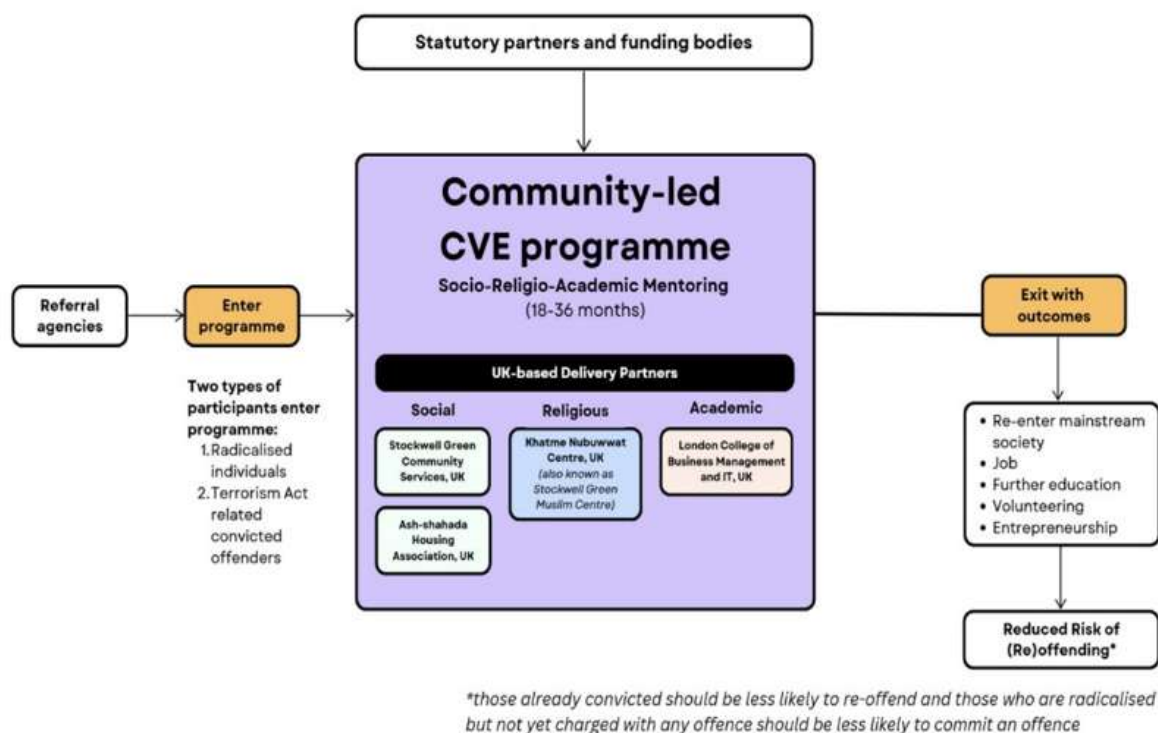 Statutory partners and funding bodies
Community-led
CVE programme
Socio-Religio-Academic Mentoring
(18-36 months)
Referral
agencies
Enter
programme
Two types of
participants enter
programme:
1. Radicalised
individuals
2. Terrorism Act
related
convicted
offenders
UK-based Delivery Partners
Social
Stockwell Green
Community
Services, UK
Ash-shahada
Housing
Association, UK
Religious
Khatme Nubuwwat
Centre, UK
(also known as
Stockwell Green
Muslim Centre)
Academic
London College of
Business Management
and IT, UK
Exit with
outcomes
• Re-enter mainstream
society
• Job
• Further education
• Volunteering
• Entrepreneurship
Reduced Risk of
(Re)offending*
*those already convicted should be less likely to re-offend and those who are radicalised
but not yet charged with any offence should be less likely to commit an offence